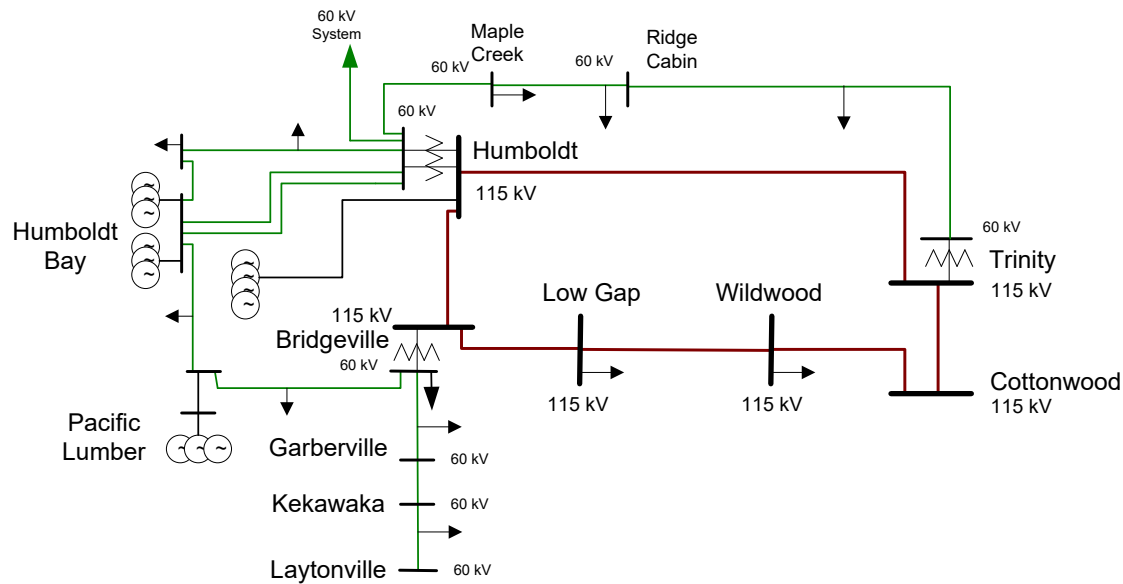 60 kV
System
Maple
Creek
Ridge
Cabin
60 kV
60 kV
60 kV
Humboldt
115 kV
~
~
~
~
~
~
Humboldt
Bay
~
~
~
~
60 kV
Trinity
115 kV
Low Gap
Wildwood
115 kV
Bridgeville
60 kV
115 kV
115 kV
Cottonwood
115 kV
Pacific
Lumber
~
~
~
Garberville
60 kV
Kekawaka
60 kV
Laytonville
60 kV